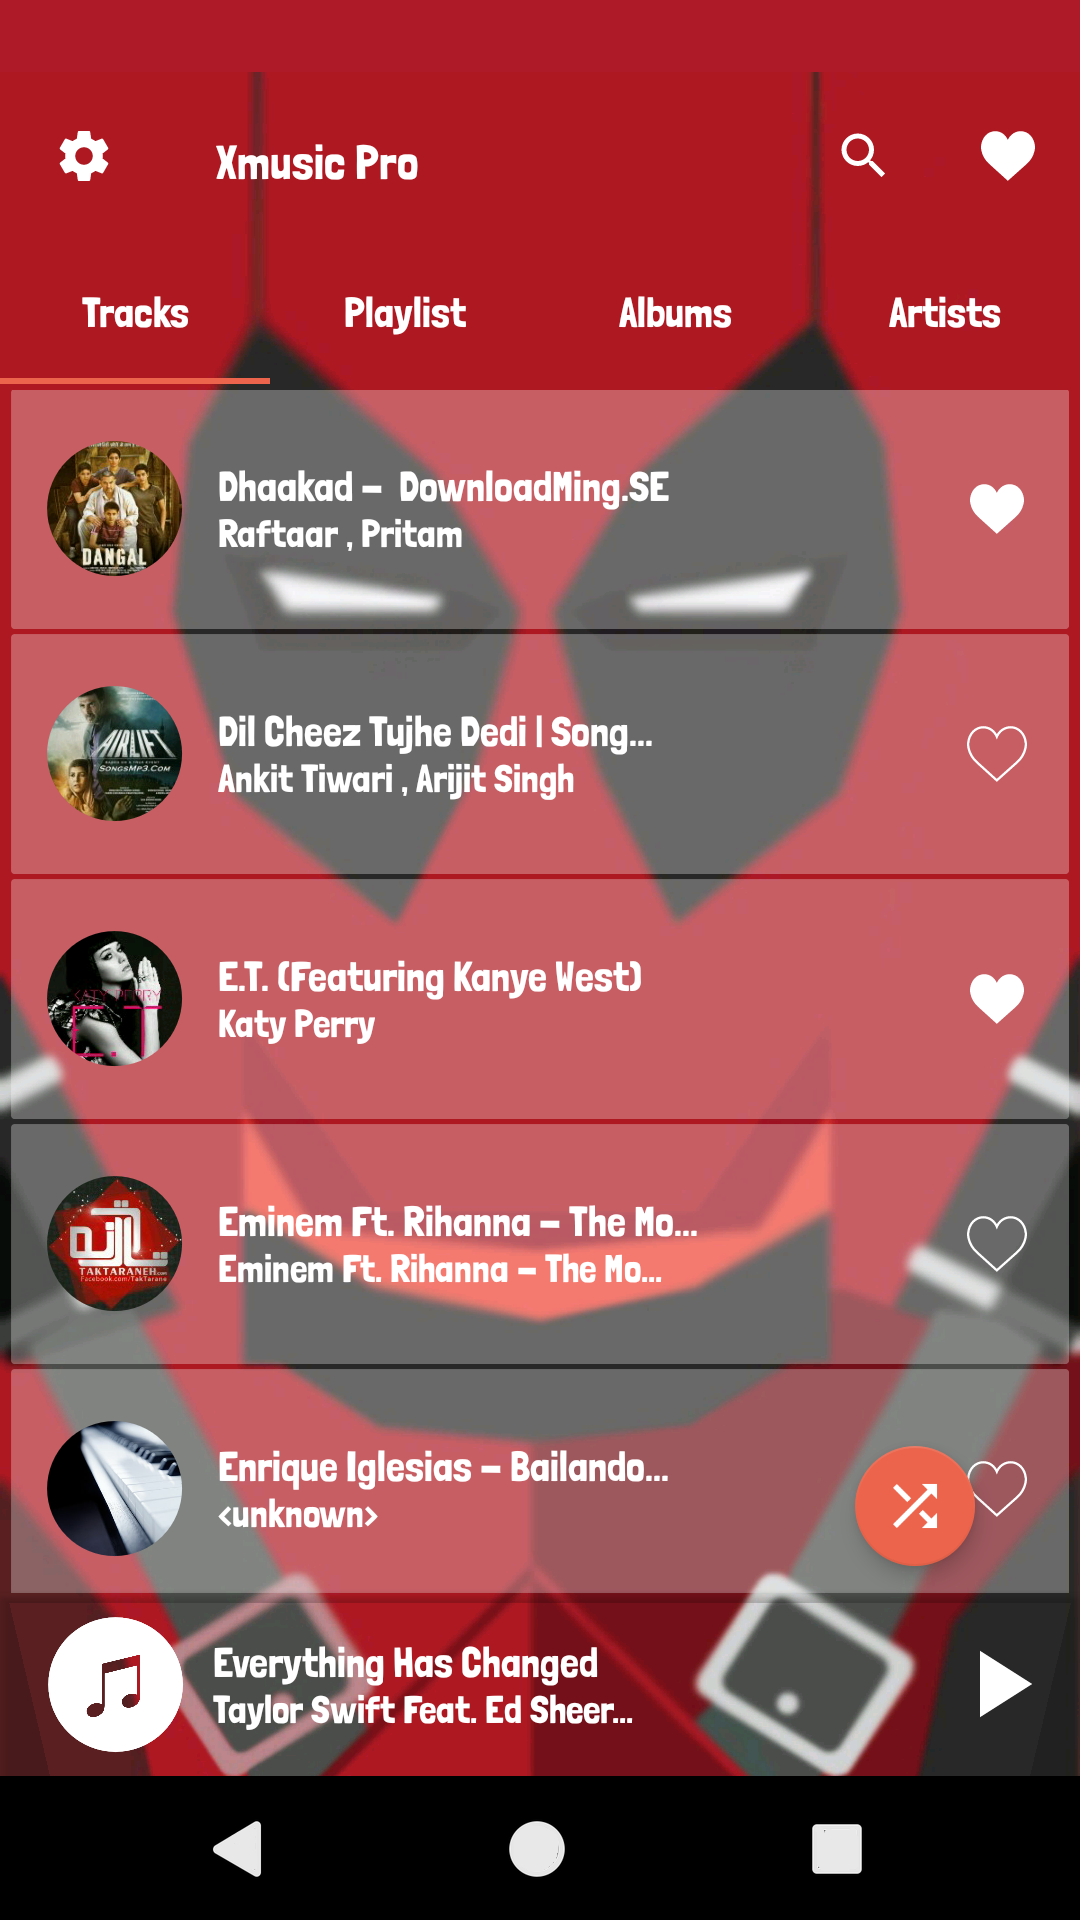 Xmusic Pro
Tracks Playlist Albums Artists
DANGAL
Dhaakad – DownloadMing.SE
Raftaar , Pritam
AIRLIFT
SONGSMP3.COM
Dil Cheez Tujhe Dedi | Song...
Ankit Tiwari , Arijit Singh
KATY PERRY
E.T. (Featuring Kanye West)
Katy Perry
TAKTARANEH.COM
Facebook.com/TakTarane
Eminem Ft. Rihanna – The Mo...
Eminem Ft. Rihanna – The Mo...
Enrique Iglesias – Bailando...
<unknown>
Everything Has Changed
Taylor Swift Feat. Ed Sheer...